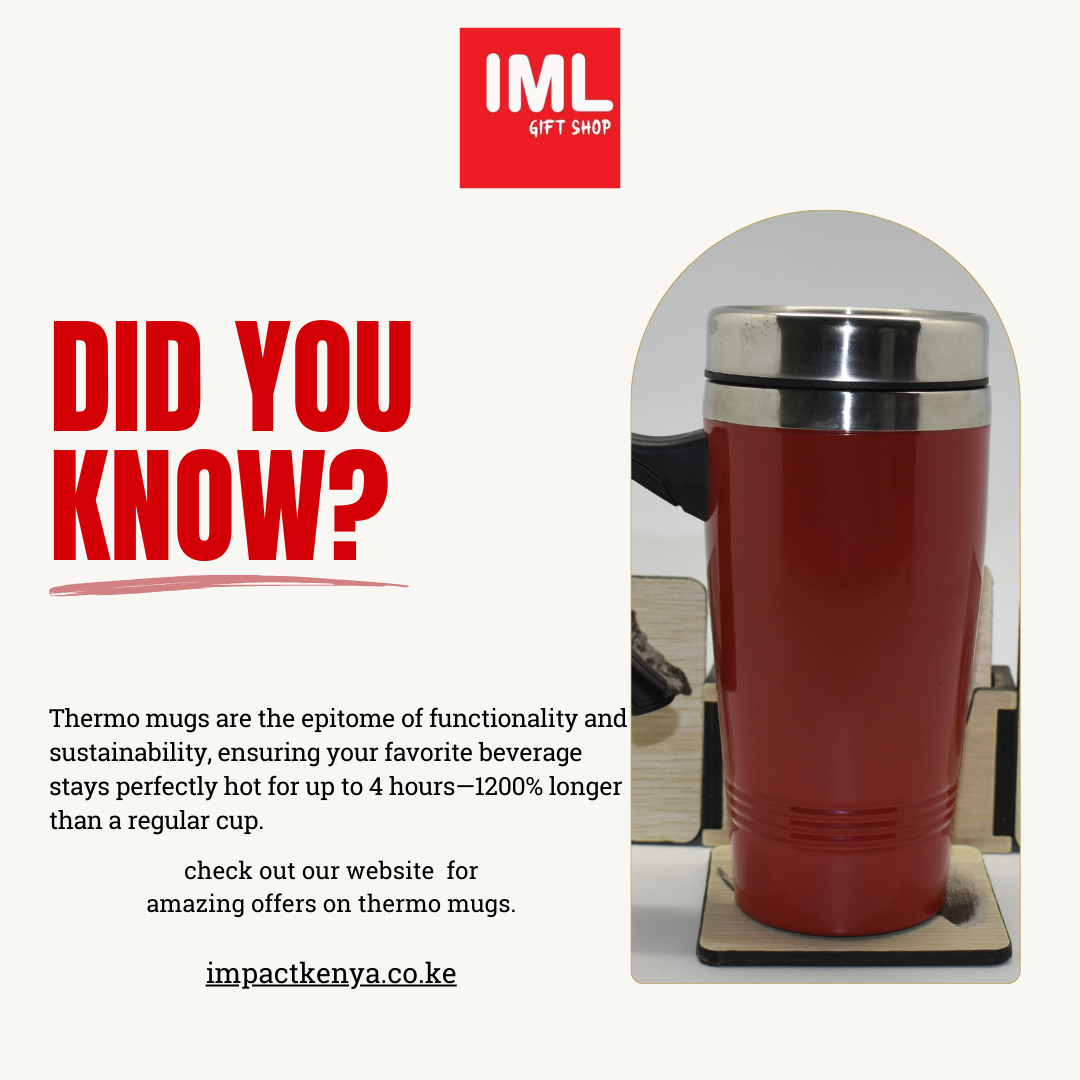 IML
GIFT SHOP
DID YOU
KNOW?
Thermo mugs are the epitome of functionality and
sustainability, ensuring your favorite beverage
stays perfectly hot for up to 4 hours—1200% longer
than a regular cup.
check out our website  for
amazing offers on thermo mugs.
impactkenya.co.ke